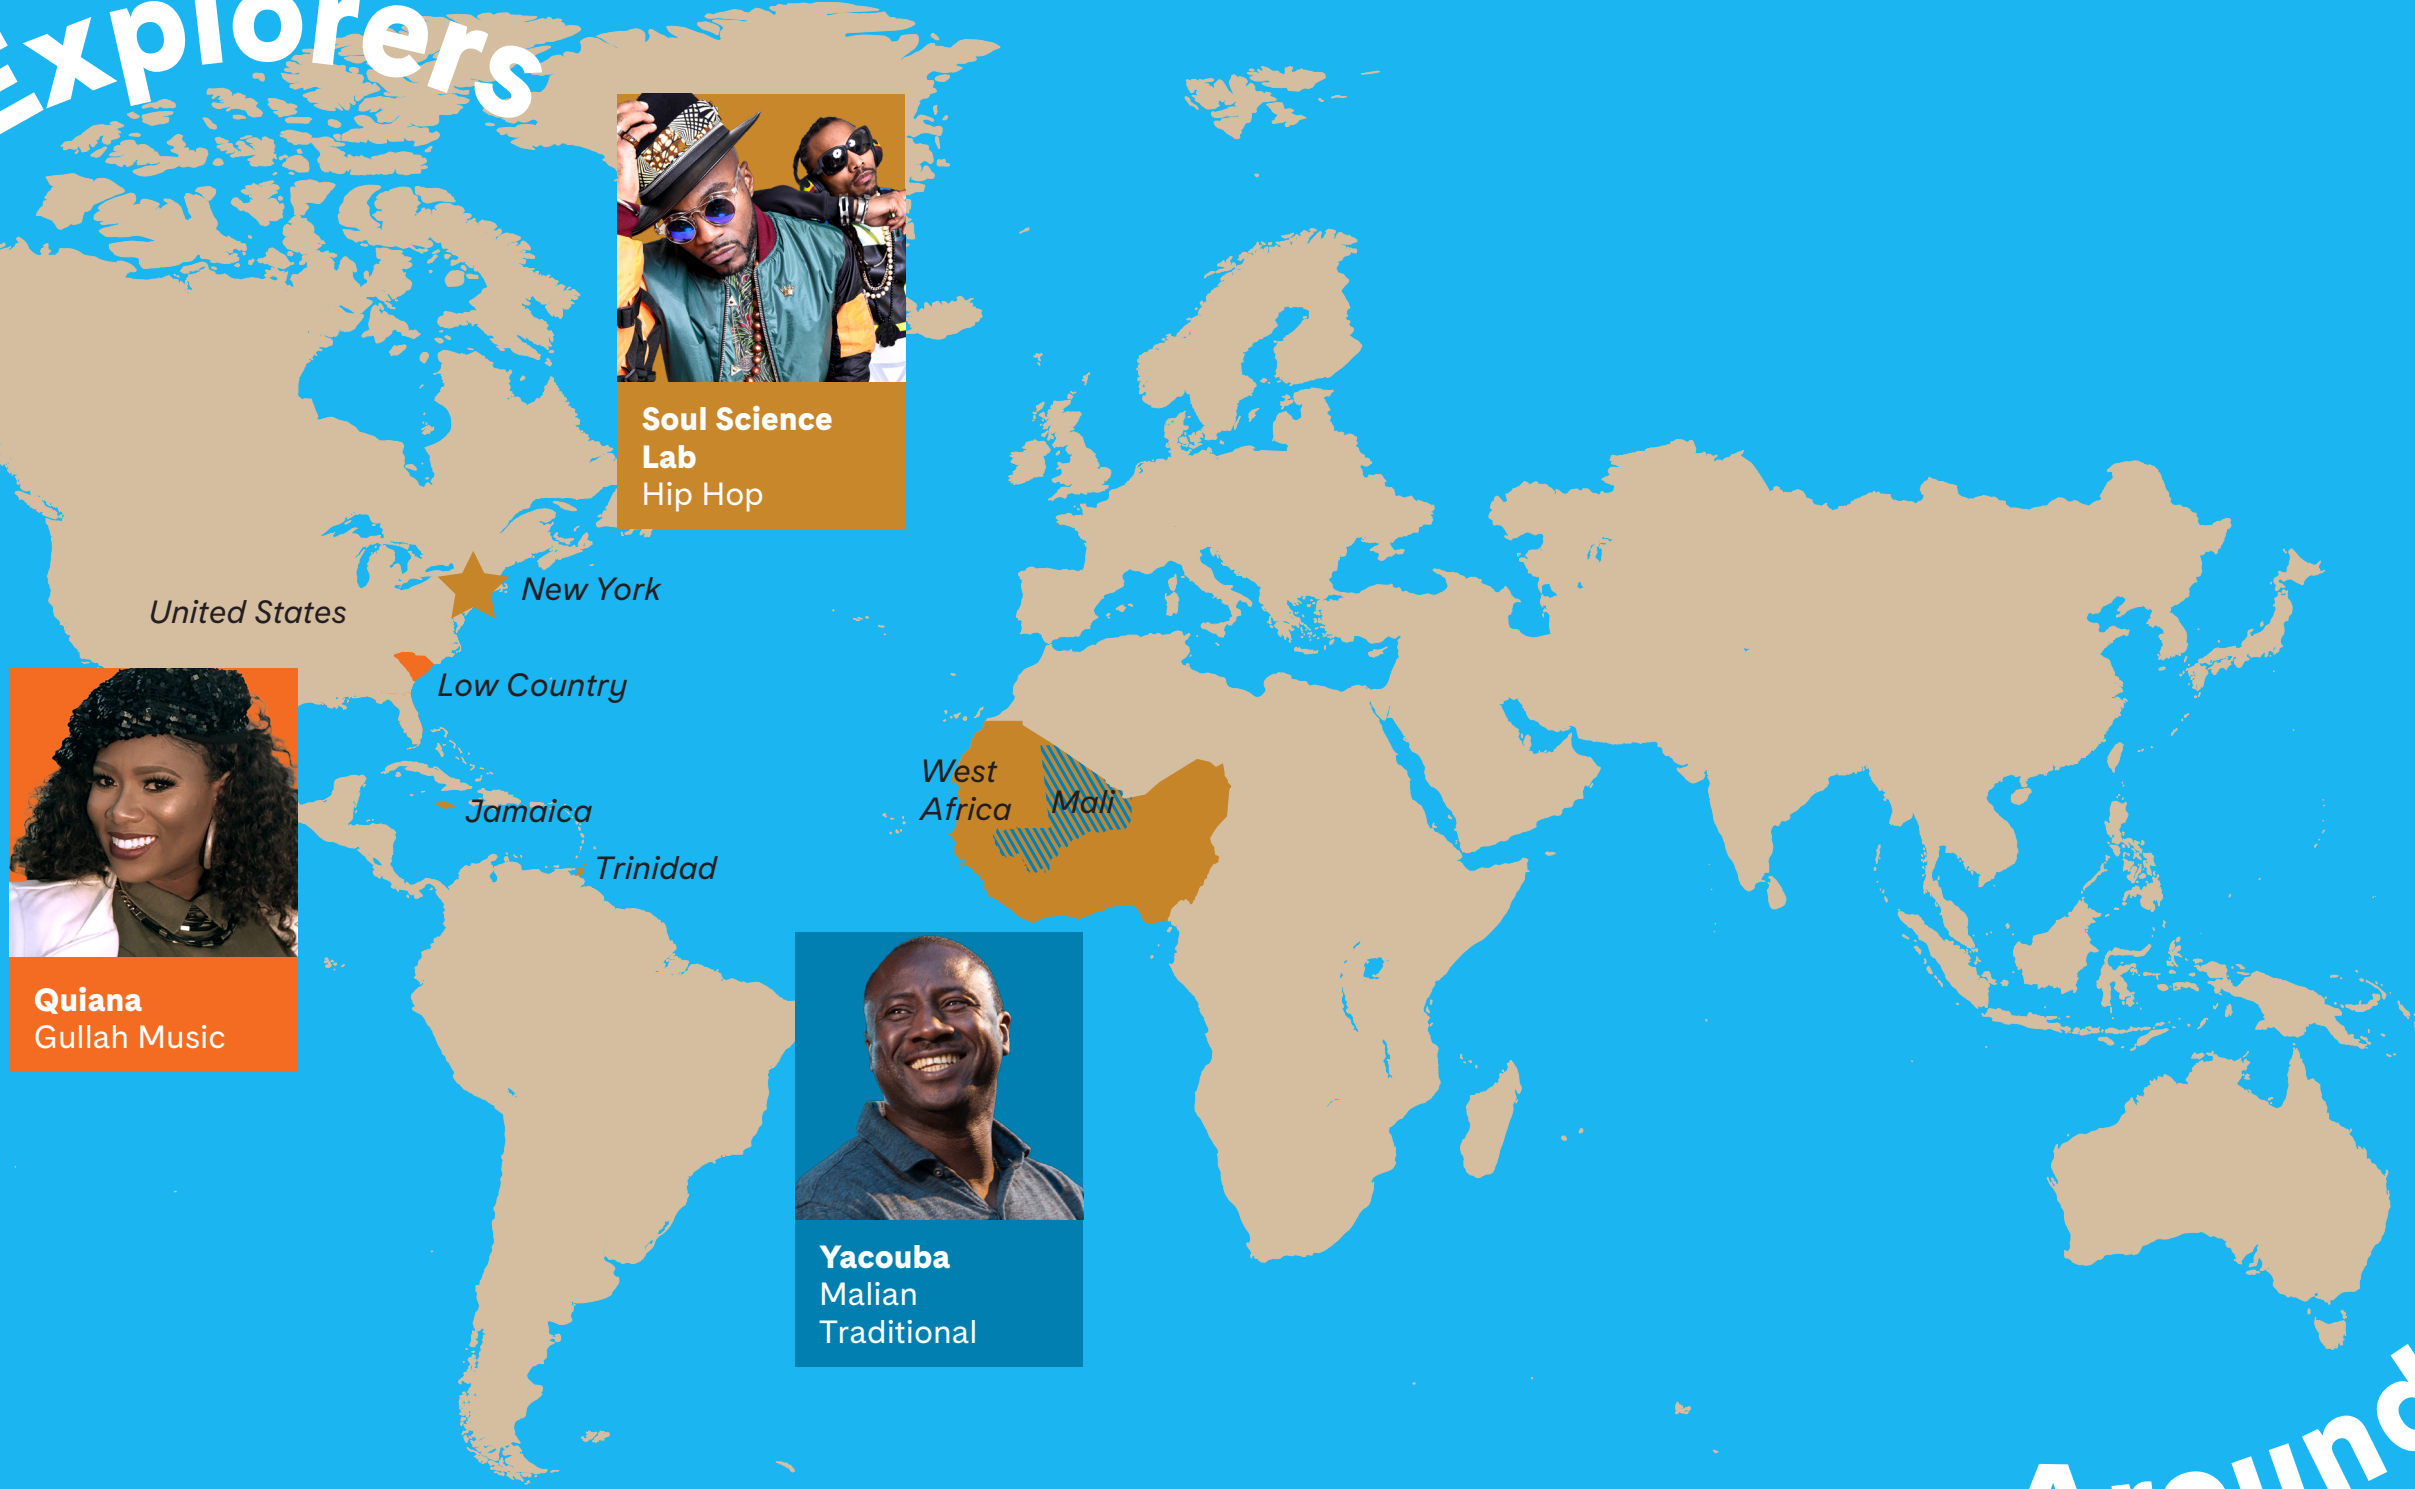 Explorers
Soul Science
Lab
Hip Hop
New York
United States
Low Country
West
Africa
Mali
Jamaica
Trinidad
Quiana
Gullah Music
Yacouba
Malian
Traditional
Around